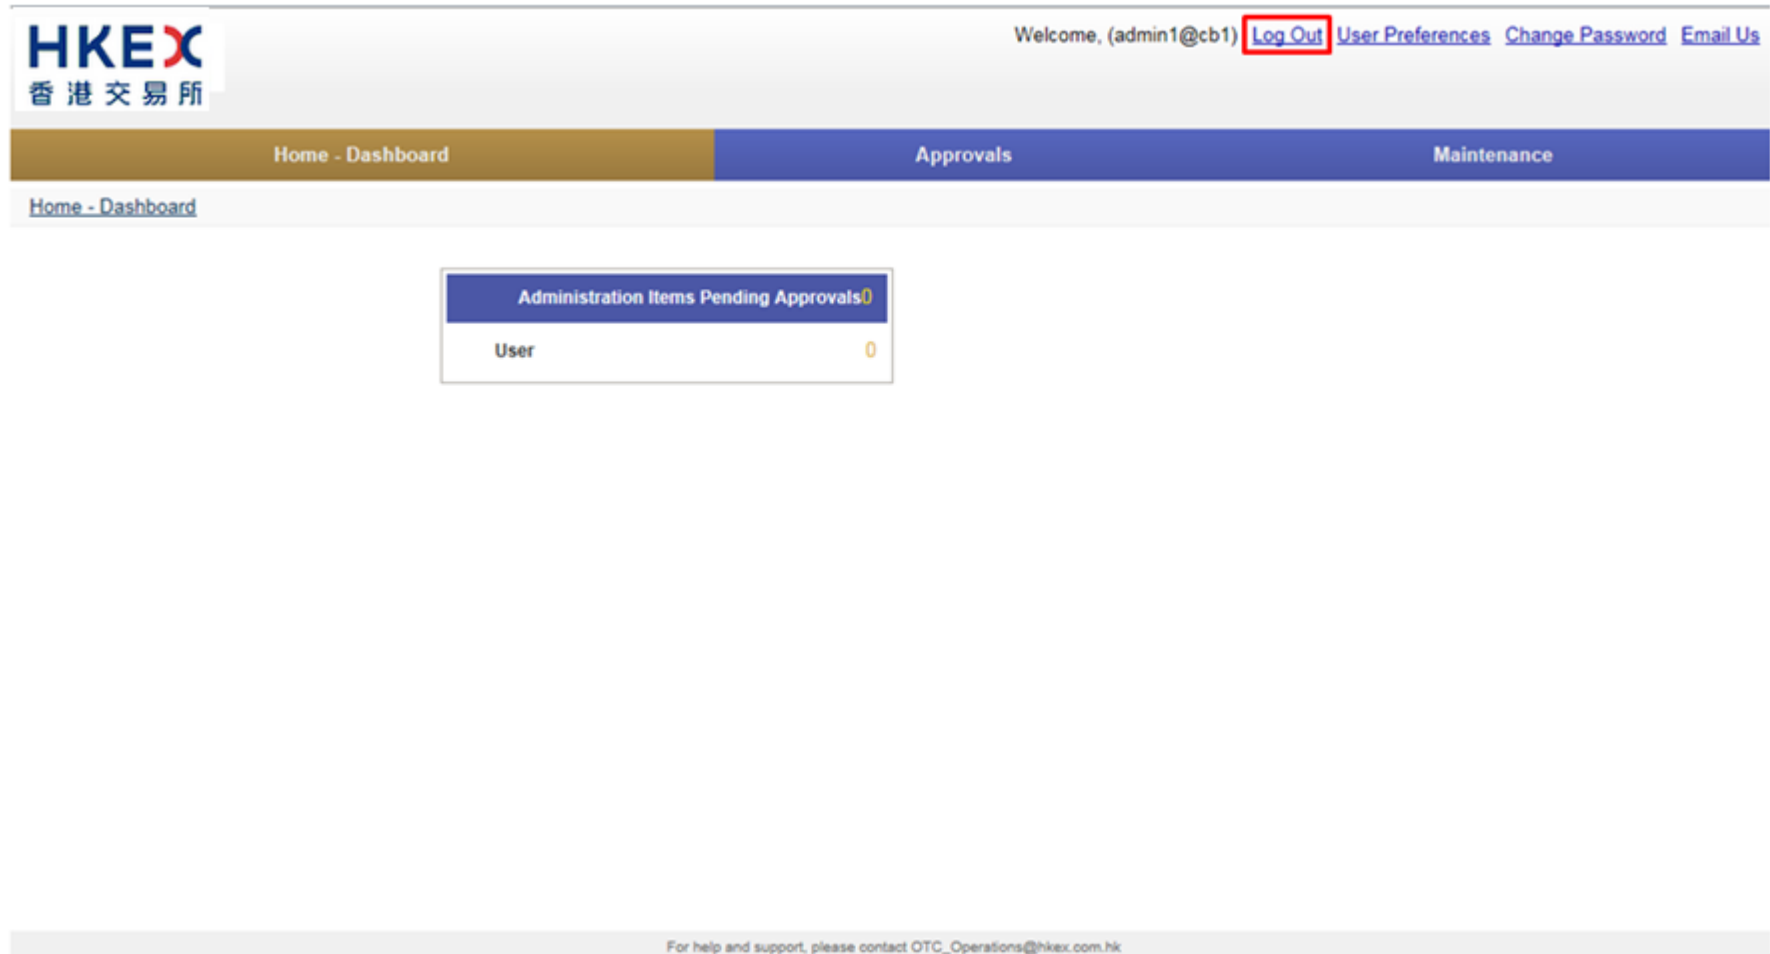 HKEX
香港交易所
Welcome, (admin1@cb1) Log Out User Preferences Change Password Email Us
Home - Dashboard Approvals Maintenance
Home - Dashboard
Administration Items Pending Approvals0
User 0
For help and support, please contact OTC_Operations@hkex.com.hk